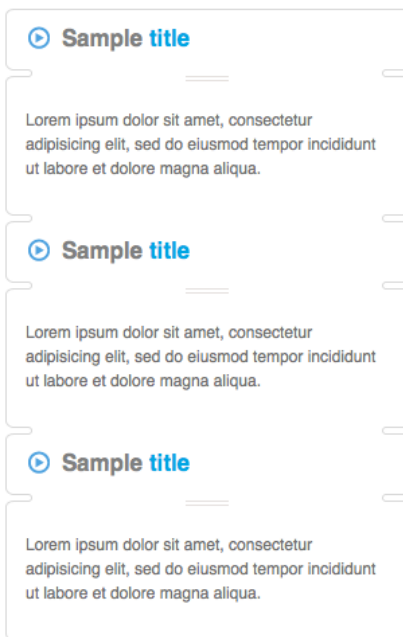 Sample title
Lorem ipsum dolor sit amet, consectetur
adipisicing elit, sed do eiusmod tempor incididunt
ut labore et dolore magna aliqua.
Sample title
Lorem ipsum dolor sit amet, consectetur
adipisicing elit, sed do eiusmod tempor incididunt
ut labore et dolore magna aliqua.
Sample title
Lorem ipsum dolor sit amet, consectetur
adipisicing elit, sed do eiusmod tempor incididunt
ut labore et dolore magna aliqua.